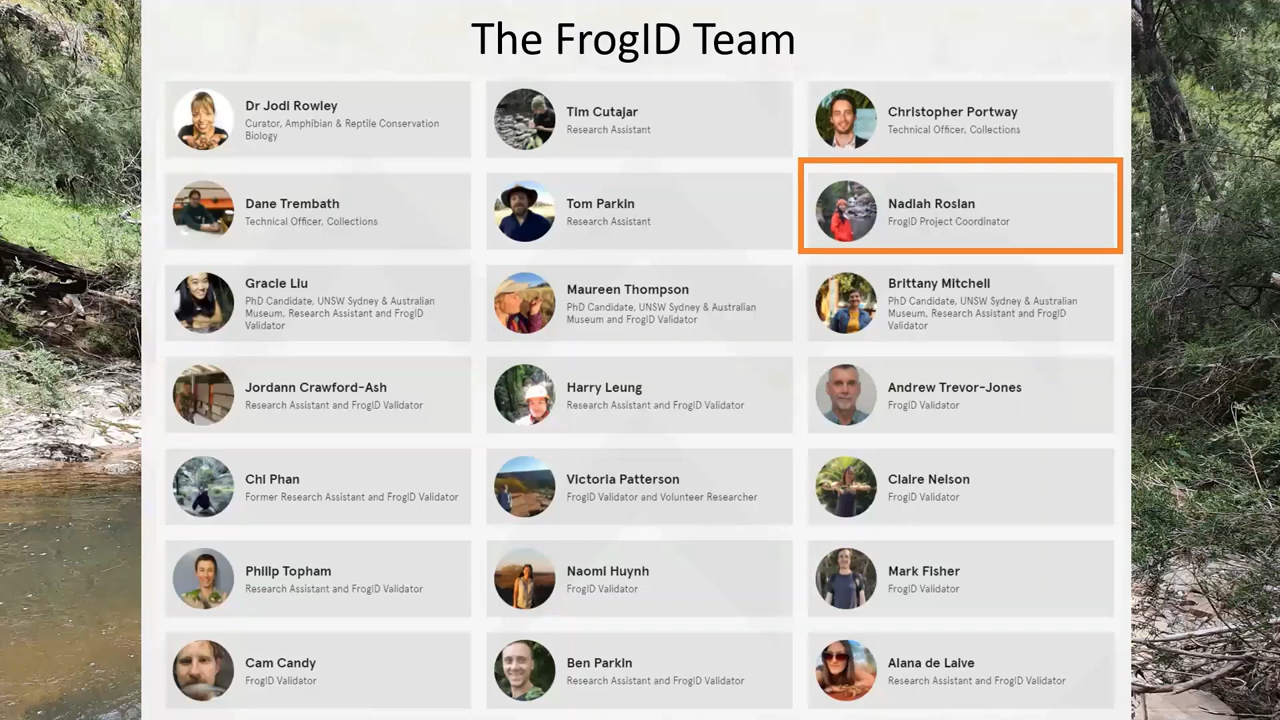 The FrogID Team
Dr Jodi Rowley
Curator, Amphibian & Reptile Conservation
Biology
Tim Cutajar
Research Assistant
Christopher Portway
Technical Officer, Collections
Dane Trembath
Technical Officer, Collections
Tom Parkin
Research Assistant
Nadiah Roslan
FrogID Project Coordinator
Gracie Liu
PhD Candidate, UNSW Sydney & Australian
Museum, Research Assistant and FrogID
Validator
Maureen Thompson
PhD Candidate, UNSW Sydney & Australian
Museum and FrogID Validator
Brittany Mitchell
PhD Candidate, UNSW Sydney & Australian
Museum, Research Assistant and FrogID
Validator
Jordann Crawford-Ash
Research Assistant and FrogID Validator
Harry Leung
Research Assistant and FrogID Validator
Andrew Trevor-Jones
FrogID Validator
Chi Phan
Former Research Assistant and FrogID Validator
Victoria Patterson
FrogID Validator and Volunteer Researcher
Claire Nelson
FrogID Validator
Philip Topham
Research Assistant and FrogID Validator
Naomi Huynh
FrogID Validator
Mark Fisher
FrogID Validator
Cam Candy
FrogID Validator
Ben Parkin
Research Assistant and FrogID Validator
Alana de Laive
Research Assistant and FrogID Validator